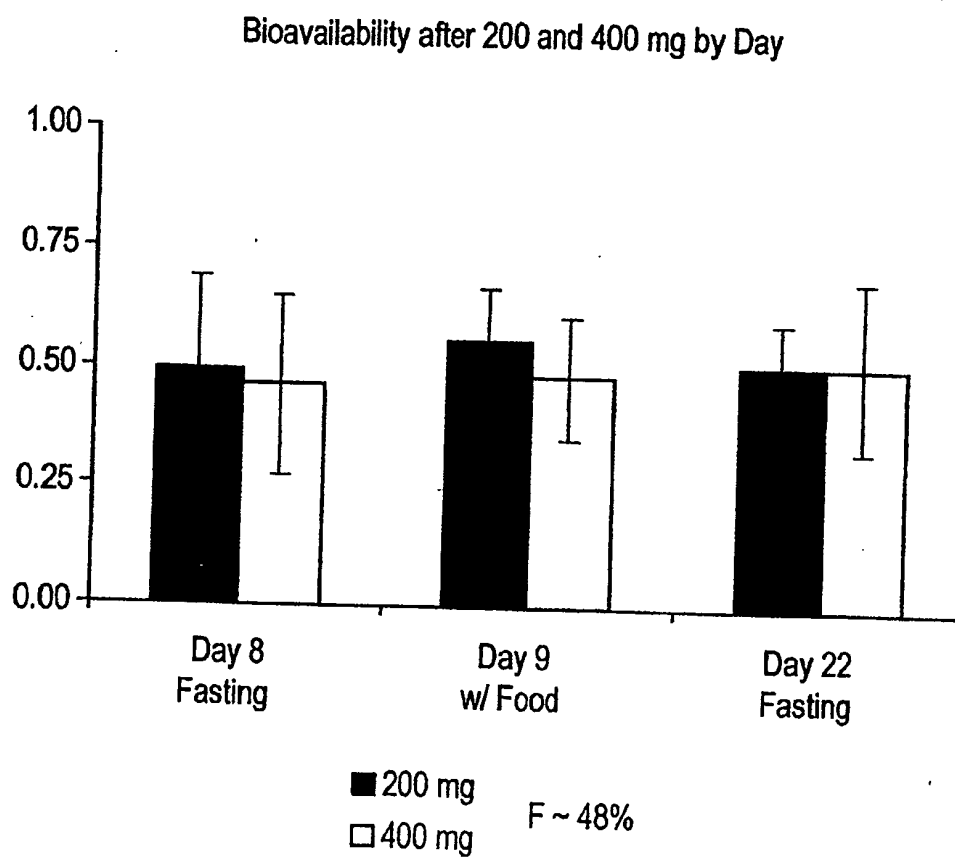 Bioavailability after 200 and 400 mg by Day
1.00
0.75
0.50
0.25
0.00
Day 8
Fasting
Day 9
w/ Food
Day 22
Fasting
200 mg
400 mg
F ~ 48%